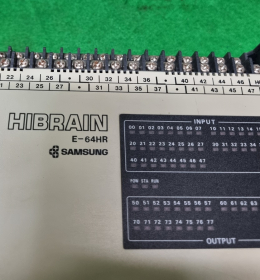 22 24 26 • 30 32 34 36 • 40 42 44 46
21 23 25 27 • 31 33 35 37 • 41 43 45 47
HIBRAIN
E-64HR
SAMSUNG
INPUT
00 01 02 03 04 05 06 07 10 11 12 13 14
20 21 22 23 24 25 26 27 30 31
40 41 42 43 44 45 46 47
POW STG RUN
50 51 52 53 54 55 56 57 60 61 62 63
70 71 72 73 74 75 76 77
OUTPUT